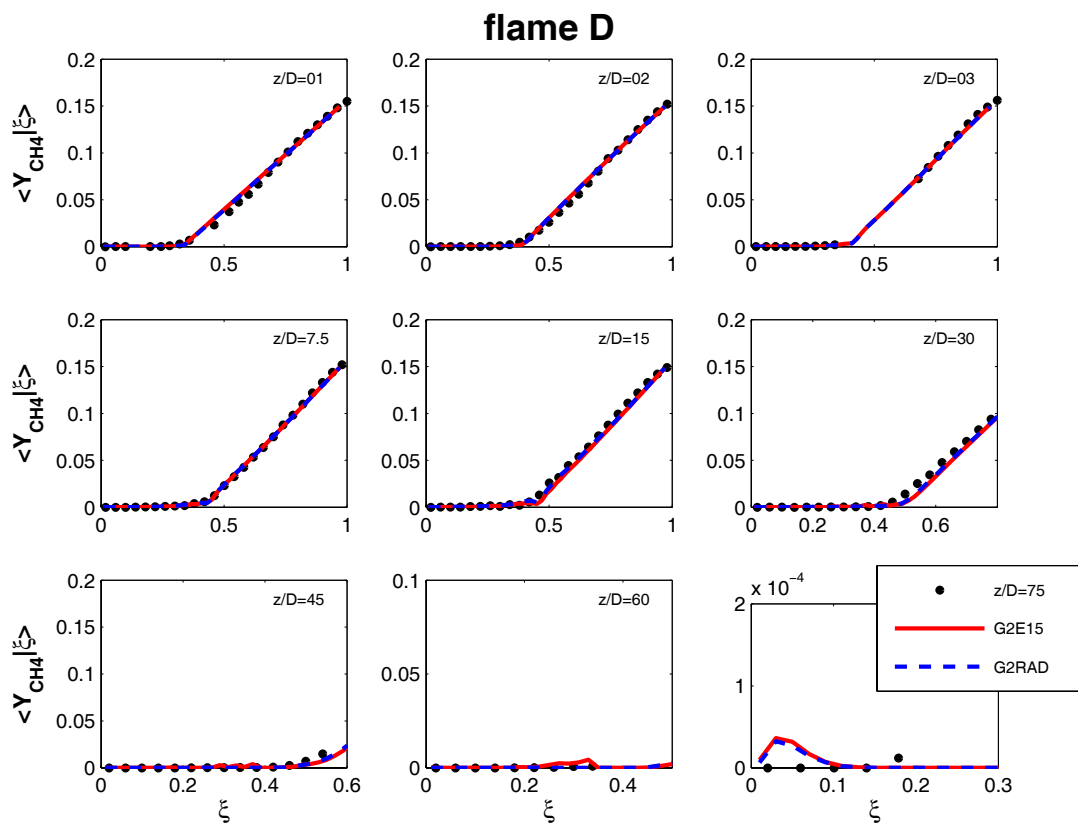 flame D
<Y_CH4|ξ>
0.2
0.15
0.1
0.05
0
0 0.5 1
z/D=01
0.2
0.15
0.1
0.05
0
0 0.5 1
z/D=02
0.2
0.15
0.1
0.05
0
0 0.5 1
z/D=03
<Y_CH4|ξ>
0.2
0.15
0.1
0.05
0
0 0.5 1
z/D=7.5
0.2
0.15
0.1
0.05
0
0 0.5 1
z/D=15
0.2
0.15
0.1
0.05
0
0 0.2 0.4 0.6
z/D=30
<Y_CH4|ξ>
0.2
0.15
0.1
0.05
0
0 0.2 0.4 0.6
z/D=45
ξ
0.1
0.05
0
0 0.2 0.4
z/D=60
ξ
x 10^-4
2
4
0
0 0.1 0.2 0.3
ξ
z/D=75
G2E15
G2RAD